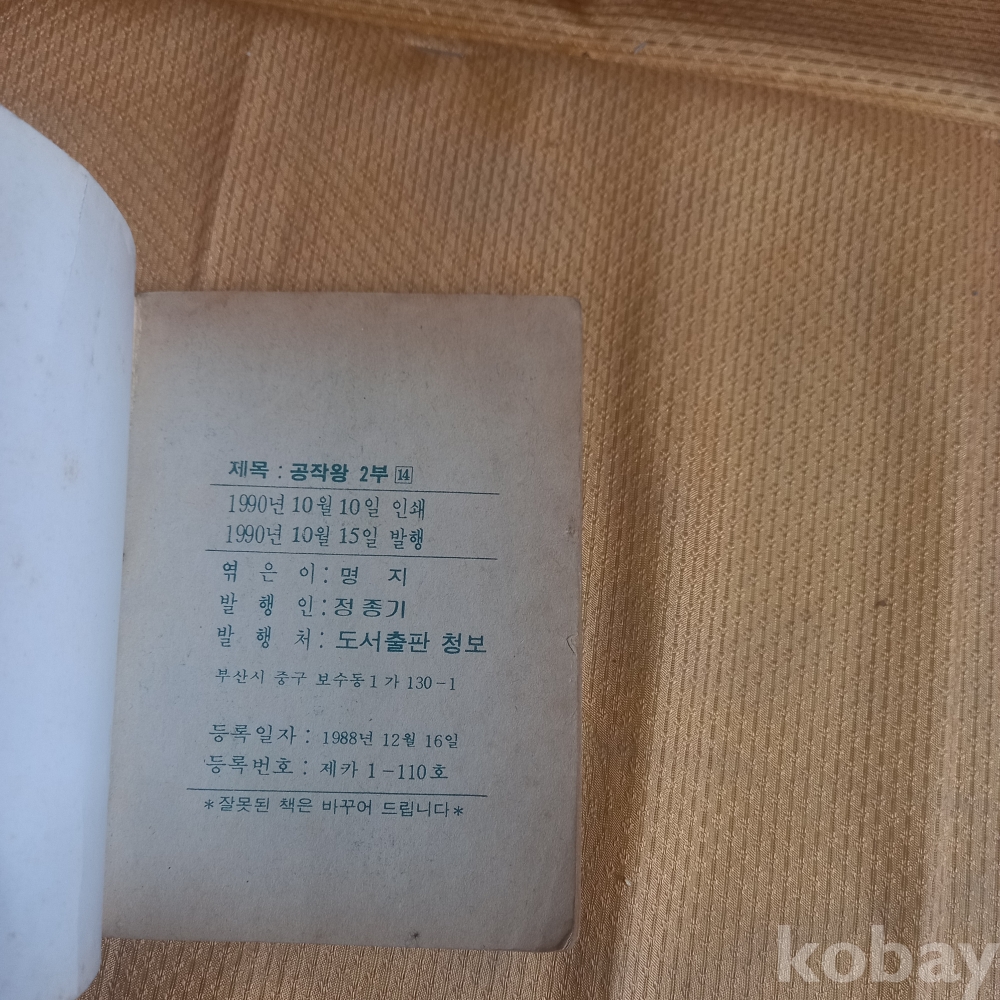 제목 : 공작왕 2부 14
1990년 10월 10일 인쇄
1990년 10월 15일 발행
엮 은 이 : 명 지
발 행 인 : 정종기
발 행 처 : 도서출판 청보
부산시 중구 보수동 1 가 130-1
등록일자 : 1988년 12월 16일
등록번호 : 제카 1-110호
*잘못된 책은 바꾸어 드립니다*
kobay